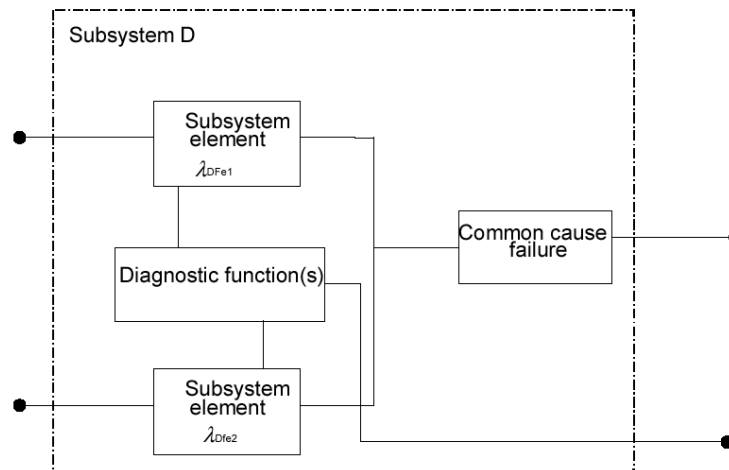 Subsystem D
Subsystem
element
λDFe1
Diagnostic function(s)
Common cause
failure
Subsystem
element
λDfe2